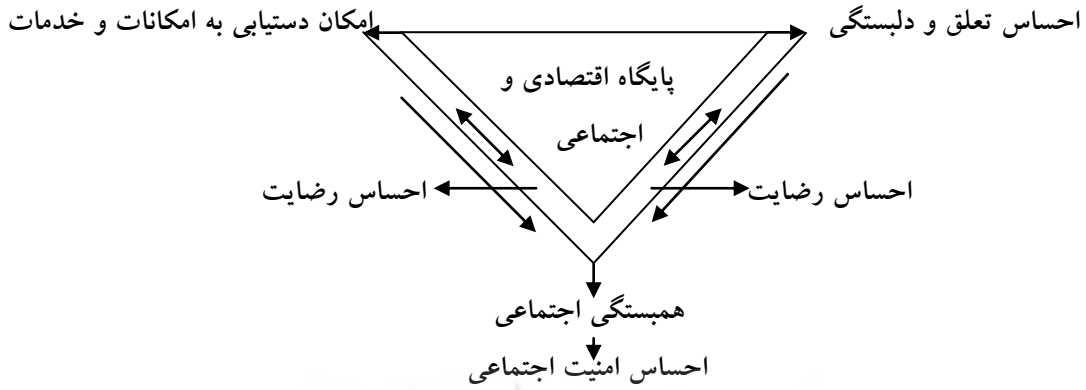 احساس تعلق و دلبستگی
امکان دستیابی به امکانات و خدمات
پایگاه اقتصادی و
اجتماعی
احساس رضایت
احساس رضایت
همبستگی اجتماعی
احساس امنیت اجتماعی